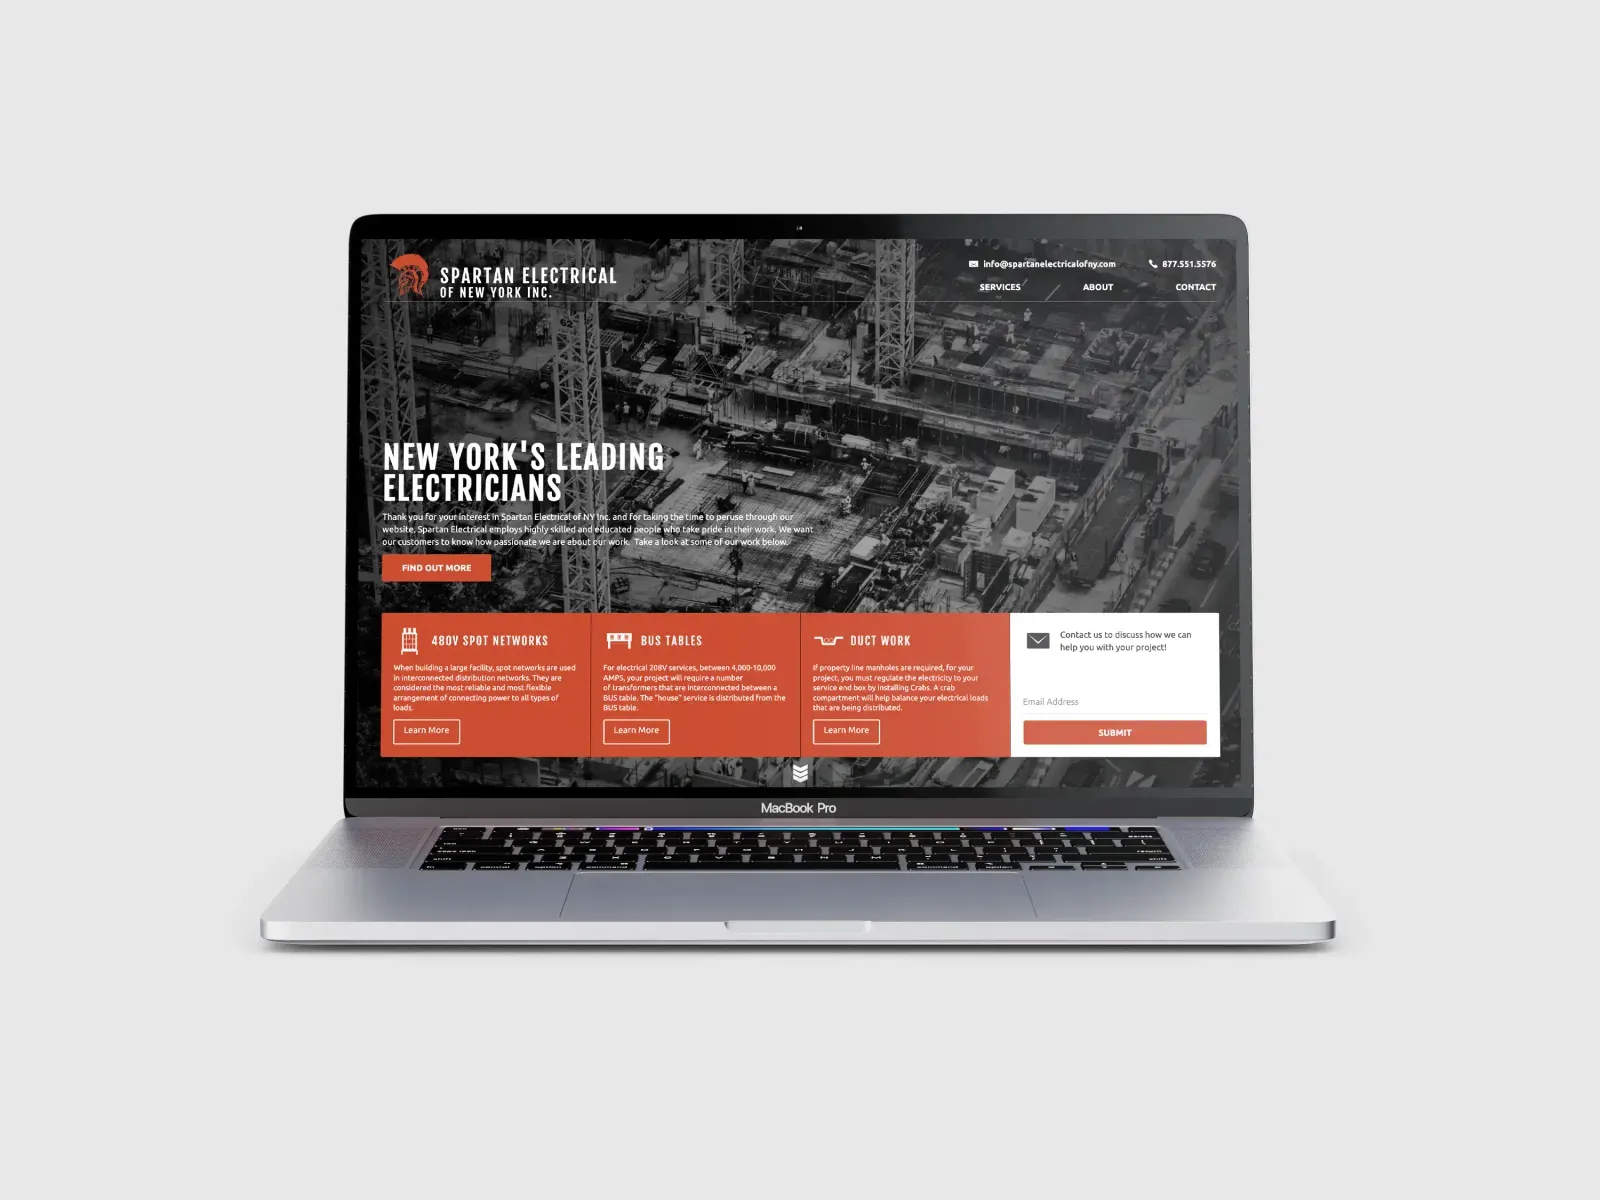 SPARTAN ELECTRICAL
OF NEW YORK INC.
info@spartanelectricalofny.com
877.551.5576
SERVICES
ABOUT
CONTACT
62
NEW YORK'S LEADING
ELECTRICIANS
Thank you for your interest in Spartan Electrical of NY Inc. and for taking the time to peruse through our
website. Spartan Electrical employs highly skilled and educated people who take pride in their work. We want
our customers to know how passionate we are about our work. Take a look at some of our work below.
FIND OUT MORE
480V SPOT NETWORKS
When building a large facility, spot networks are used
in interconnected distribution networks. They are
considered the most reliable and most flexible
arrangement of connecting power to all types of
loads.
Learn More
BUS TABLES
For electrical 208V services, between 4,000-10,000
AMPS, your project will require a number
of transformers that are interconnected between a
BUS table. The "house" service is distributed from the
BUS table.
Learn More
DUCT WORK
If property line manholes are required, for your
project, you must regulate the electricity to your
service end box by installing Crabs. A crab
compartment will help balance your electrical loads
that are being distributed.
Learn More
Contact us to discuss how we can
help you with your project!
Email Address
SUBMIT
MacBook Pro
return
shift
shift
control
option
command
command
option